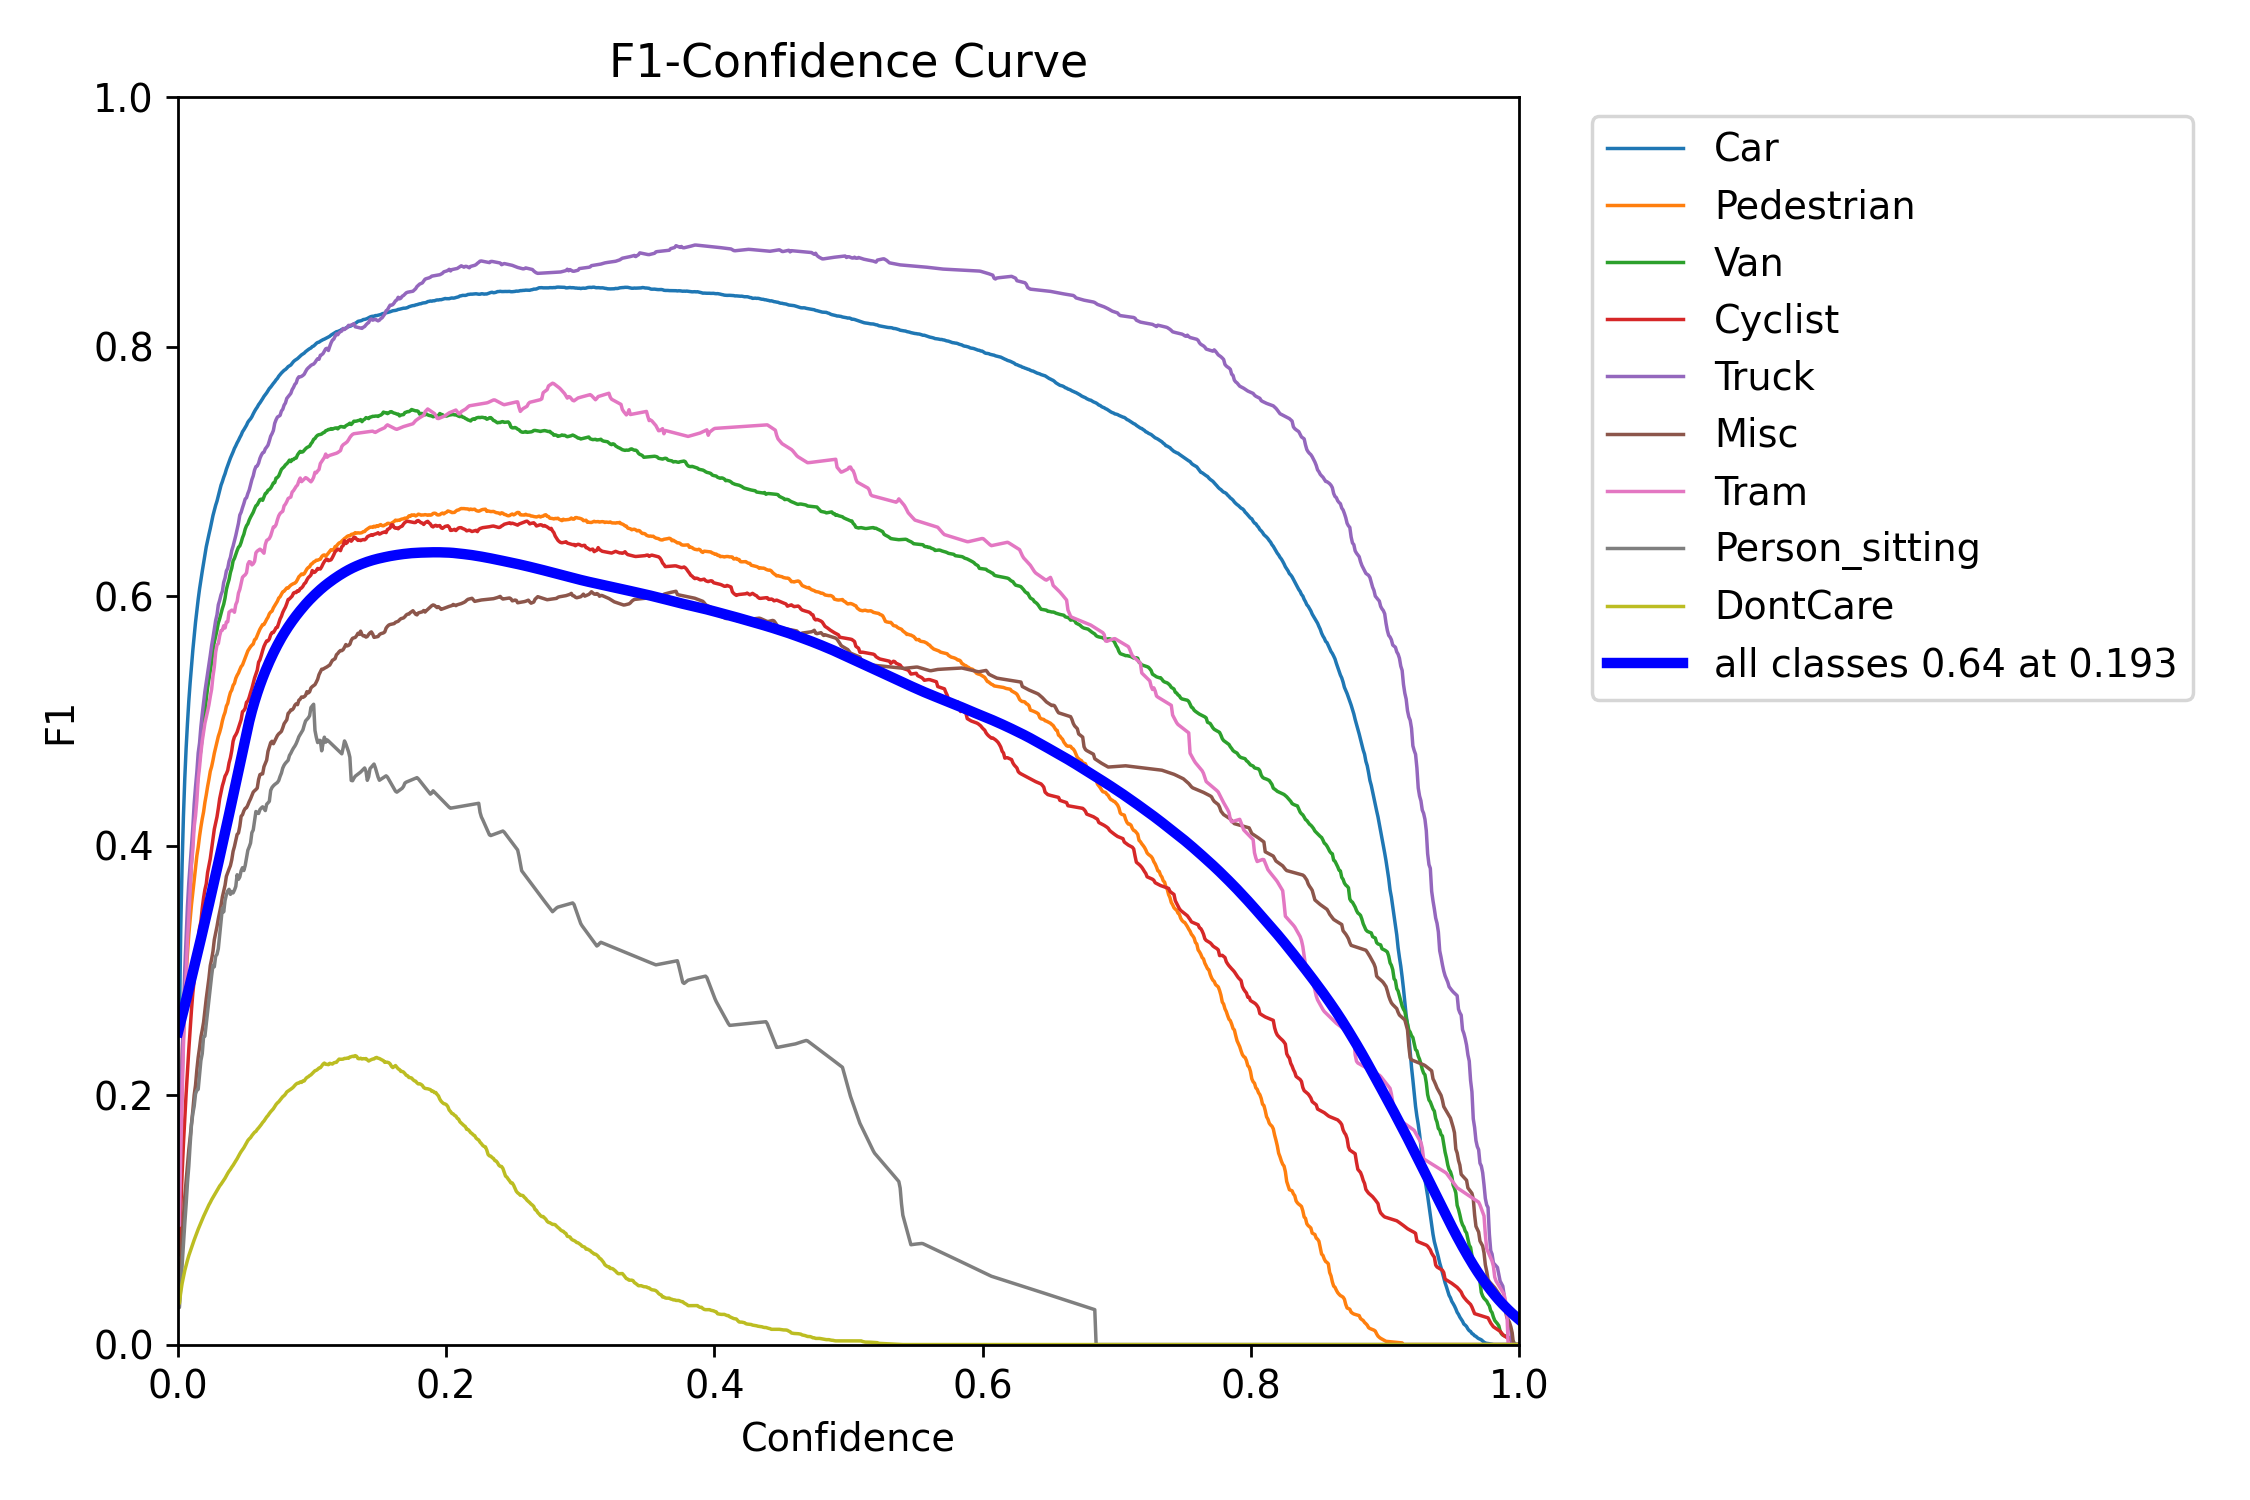 F1-Confidence Curve
1.0
0.8
0.6
0.4
0.2
0.0
F1
0.0 0.2 0.4 0.6 0.8 1.0
Confidence
Car
Pedestrian
Van
Cyclist
Truck
Misc
Tram
Person_sitting
DontCare
all classes 0.64 at 0.193